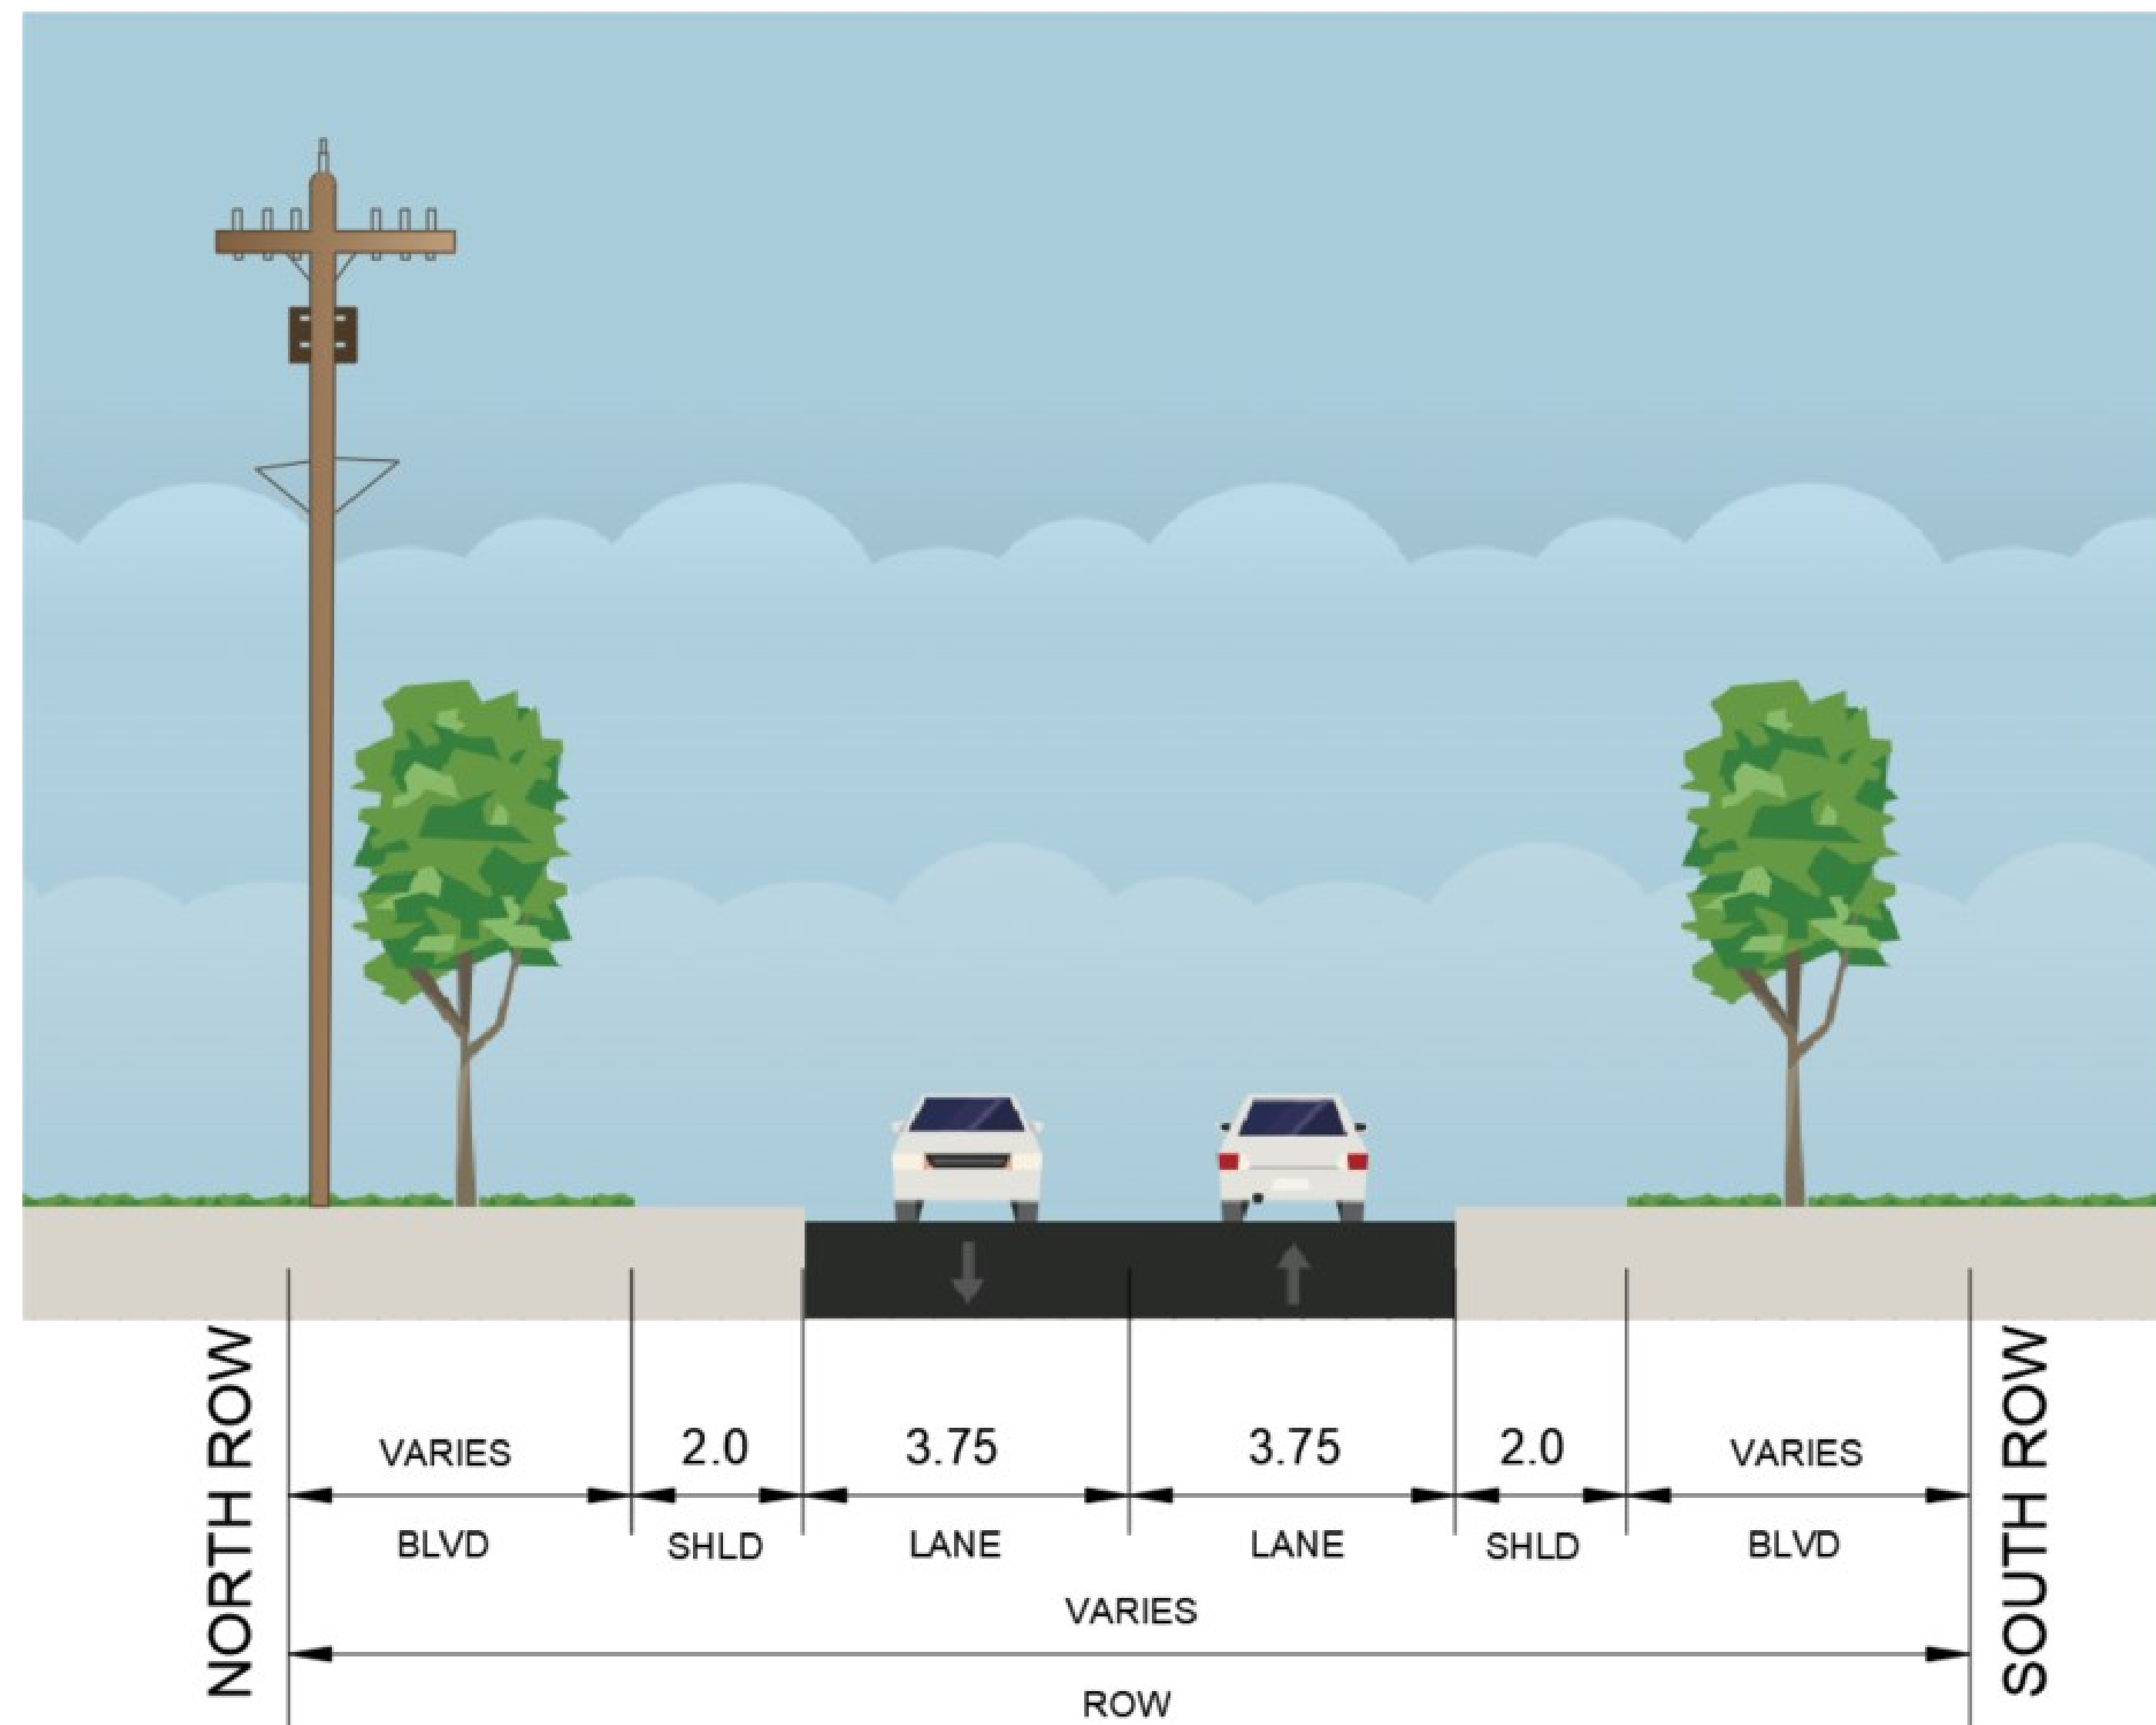 NORTH ROW
VARIES
2.0
3.75
3.75
2.0
VARIES
SOUTH ROW
BLVD
SHLD
LANE
LANE
SHLD
BLVD
VARIES
ROW